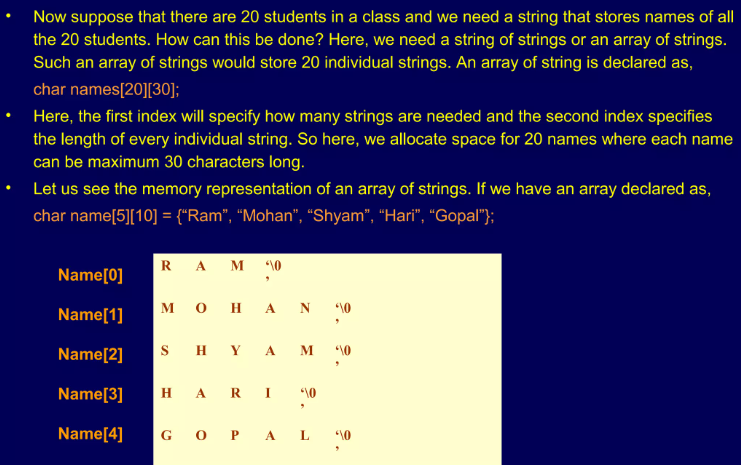 • Now suppose that there are 20 students in a class and we need a string that stores names of all
the 20 students. How can this be done? Here, we need a string of strings or an array of strings.
Such an array of strings would store 20 individual strings. An array of string is declared as,
char names[20][30];
• Here, the first index will specify how many strings are needed and the second index specifies
the length of every individual string. So here, we allocate space for 20 names where each name
can be maximum 30 characters long.
• Let us see the memory representation of an array of strings. If we have an array declared as,
char name[5][10] = {“Ram”, “Mohan”, “Shyam”, “Hari”, “Gopal”};
Name[0] R A M ‘\0’
Name[1] M O H A N ‘\0’
Name[2] S H Y A M ‘\0’
Name[3] H A R I ‘\0’
Name[4] G O P A L ‘\0’